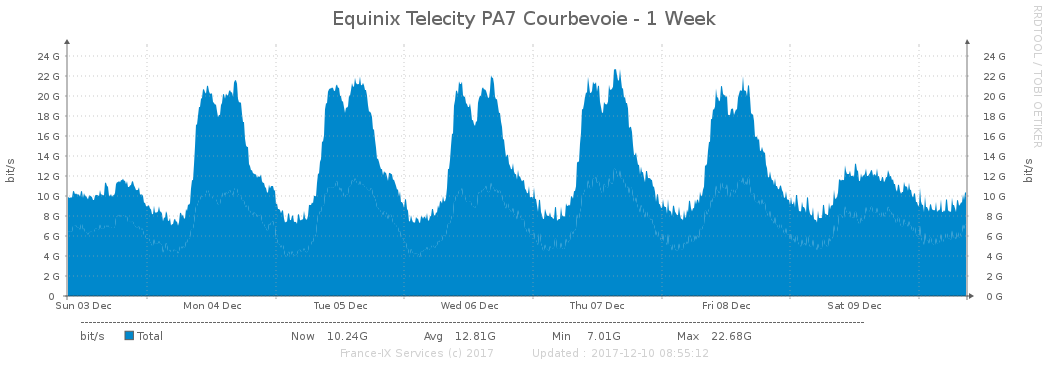 Equinix Telecity PA7 Courbevoie - 1 Week
RRDTOOL / TOBI OETIKER
bit/s
24 G 24 G
22 G 22 G
20 G 20 G
18 G 18 G
16 G 16 G
14 G 14 G
12 G 12 G
10 G 10 G
8 G 8 G
6 G 6 G
4 G 4 G
2 G 2 G
0 0 G
bit/s
Sun 03 Dec Mon 04 Dec Tue 05 Dec Wed 06 Dec Thu 07 Dec Fri 08 Dec Sat 09 Dec
bit/s Total Now 10.24G Avg 12.81G Min 7.01G Max 22.68G
France-IX Services (c) 2017 Updated : 2017-12-10 08:55:12